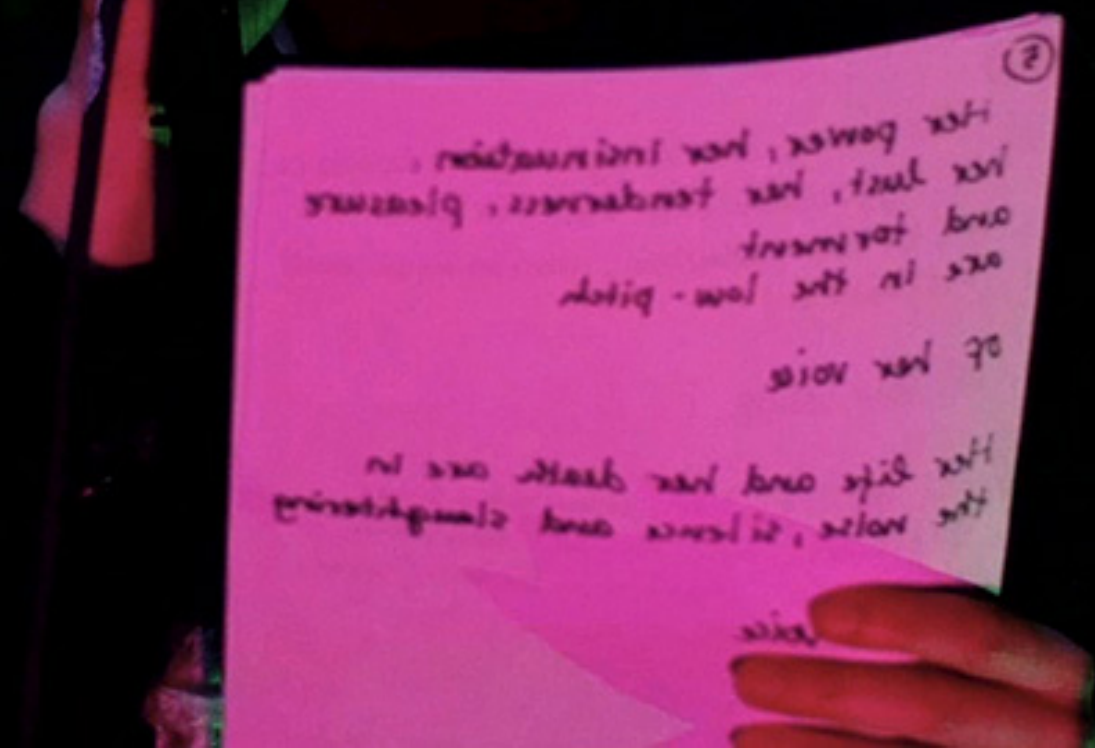 5
Her power, her insinuation,
her lust, her tenderness, pleasure
and torment
are in the low-pitch
of her voice
Her life and her death are in
the noise, silence and slaughtering